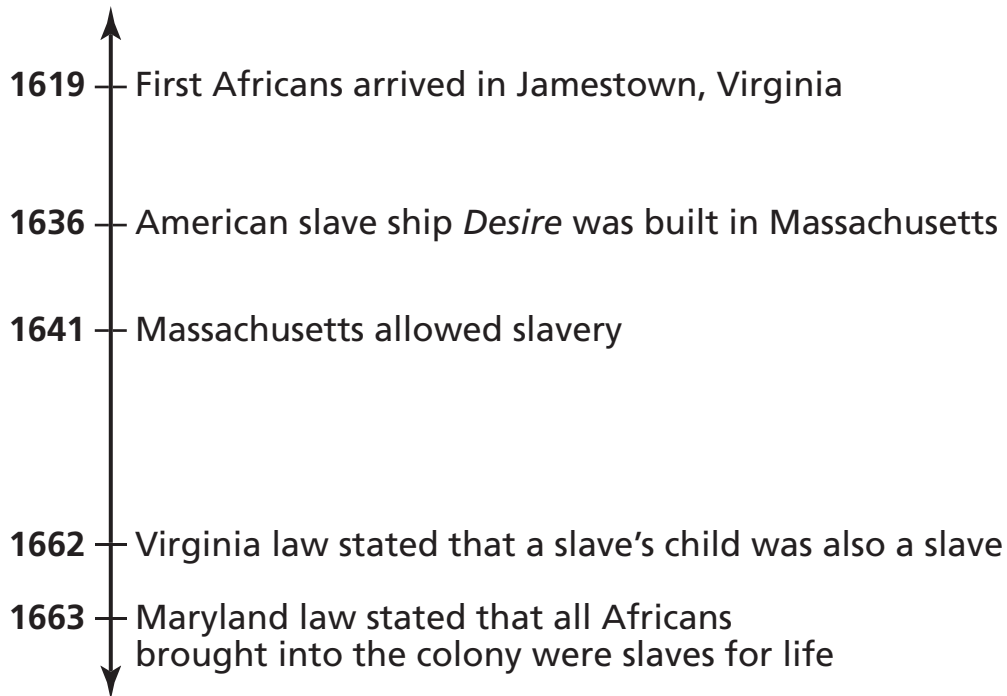 1619 First Africans arrived in Jamestown, Virginia
1636 American slave ship Desire was built in Massachusetts
1641 Massachusetts allowed slavery
1662 Virginia law stated that a slave’s child was also a slave
1663 Maryland law stated that all Africans
brought into the colony were slaves for life